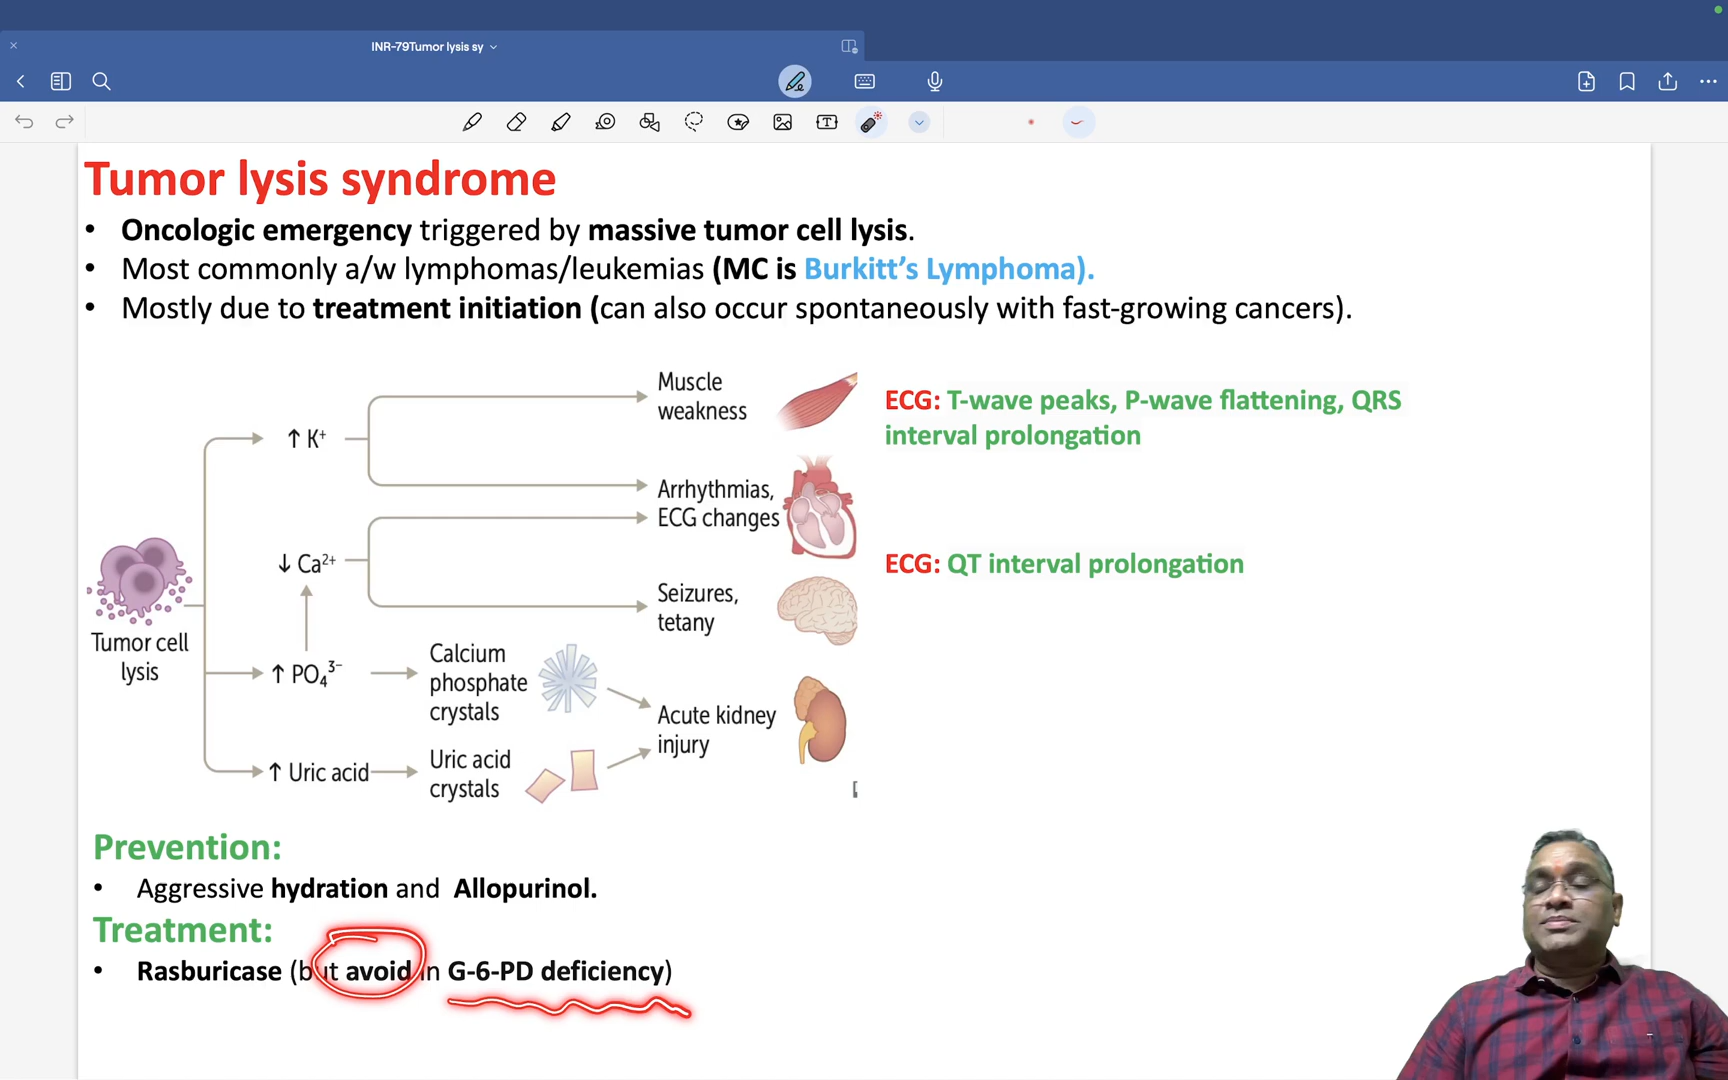 INR-79Tumor lysis sy
Tumor lysis syndrome
• Oncologic emergency triggered by massive tumor cell lysis.
• Most commonly a/w lymphomas/leukemias (MC is Burkitt's Lymphoma).
• Mostly due to treatment initiation (can also occur spontaneously with fast-growing cancers).
↑ K⁺
Muscle
weakness
ECG: T-wave peaks, P-wave flattening, QRS
interval prolongation
Arrhythmias,
ECG changes
↓ Ca²⁺
ECG: QT interval prolongation
Seizures,
tetany
Tumor cell
lysis
↑ PO₄³⁻
Calcium
phosphate
crystals
Acute kidney
injury
↑ Uric acid
Uric acid
crystals
Prevention:
• Aggressive hydration and Allopurinol.
Treatment:
• Rasburicase (but avoid in G-6-PD deficiency)